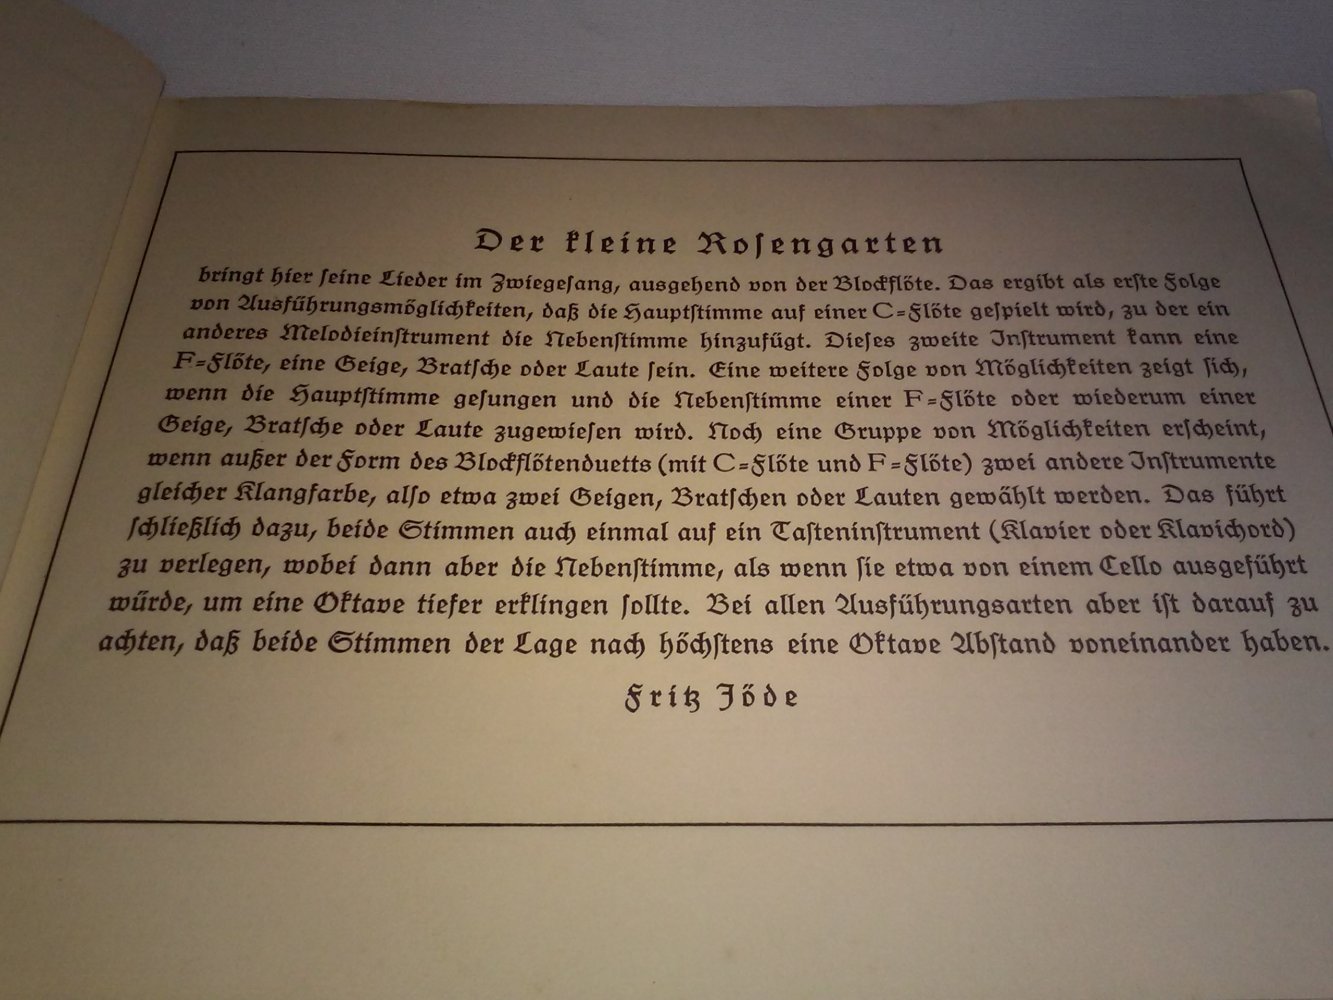 Der kleine Rosengarten
bringt hier seine Lieder im Zwiegesang, ausgehend von der Blockflöte. Das ergibt als erste Folge
von Ausführungsmöglichkeiten, daß die Hauptstimme auf einer C=Flöte gespielt wird, zu der ein
anderes Melodieinstrument die Nebenstimme hinzufügt. Dieses zweite Instrument kann eine
F=Flöte, eine Geige, Bratsche oder Laute sein. Eine weitere Folge von Möglichkeiten zeigt sich,
wenn die Hauptstimme gesungen und die Nebenstimme einer F=Flöte oder wiederum einer
Geige, Bratsche oder Laute zugewiesen wird. Noch eine Gruppe von Möglichkeiten erscheint,
wenn außer der Form des Blockflötenduetts (mit C=Flöte und F=Flöte) zwei andere Instrumente
gleicher Klangfarbe, also etwa zwei Geigen, Bratschen oder Lauten gewählt werden. Das führt
schließlich dazu, beide Stimmen auch einmal auf ein Tasteninstrument (Klavier oder Klavichord)
zu verlegen, wobei dann aber die Nebenstimme, als wenn sie etwa von einem Cello ausgeführt
würde, um eine Oktave tiefer erklingen sollte. Bei allen Ausführungsarten aber ist darauf zu
achten, daß beide Stimmen der Lage nach höchstens eine Oktave Abstand voneinander haben.
Fritz Jöde